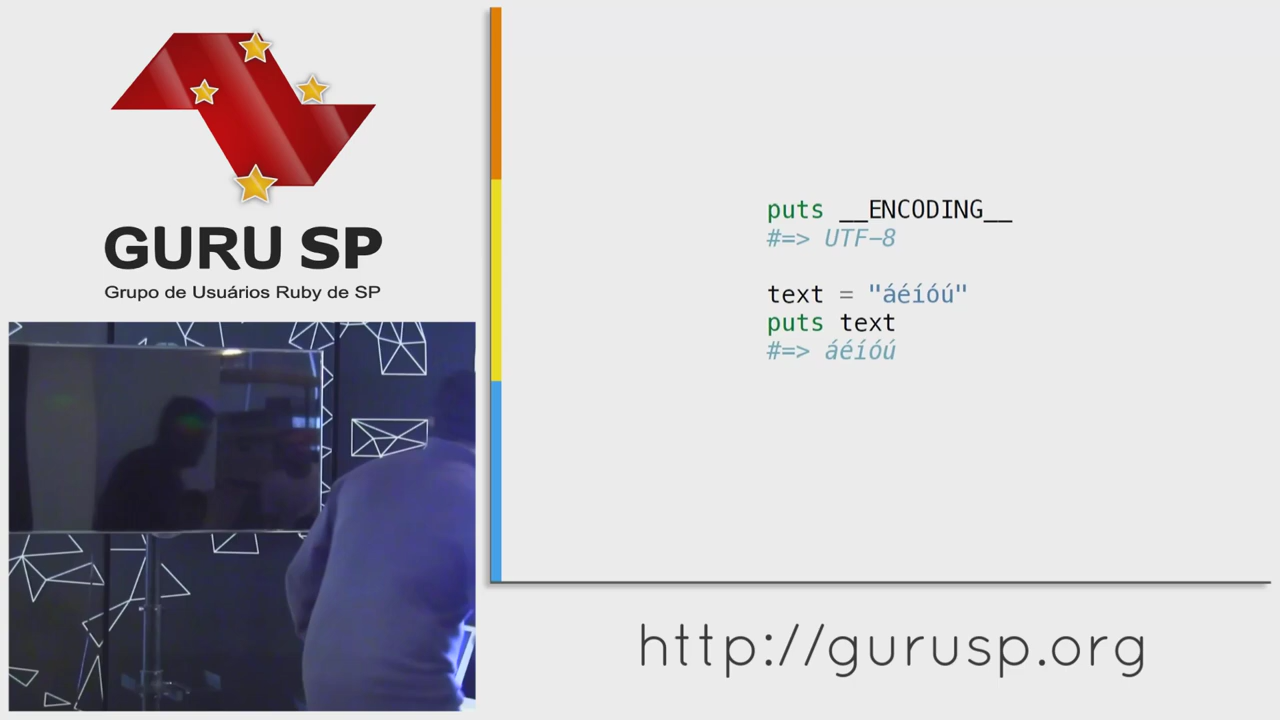 GURU SP
Grupo de Usuários Ruby de SP
puts __ENCODING__
#=> UTF-8
text = "áéíóú"
puts text
#=> áéíóú
http://gurusp.org